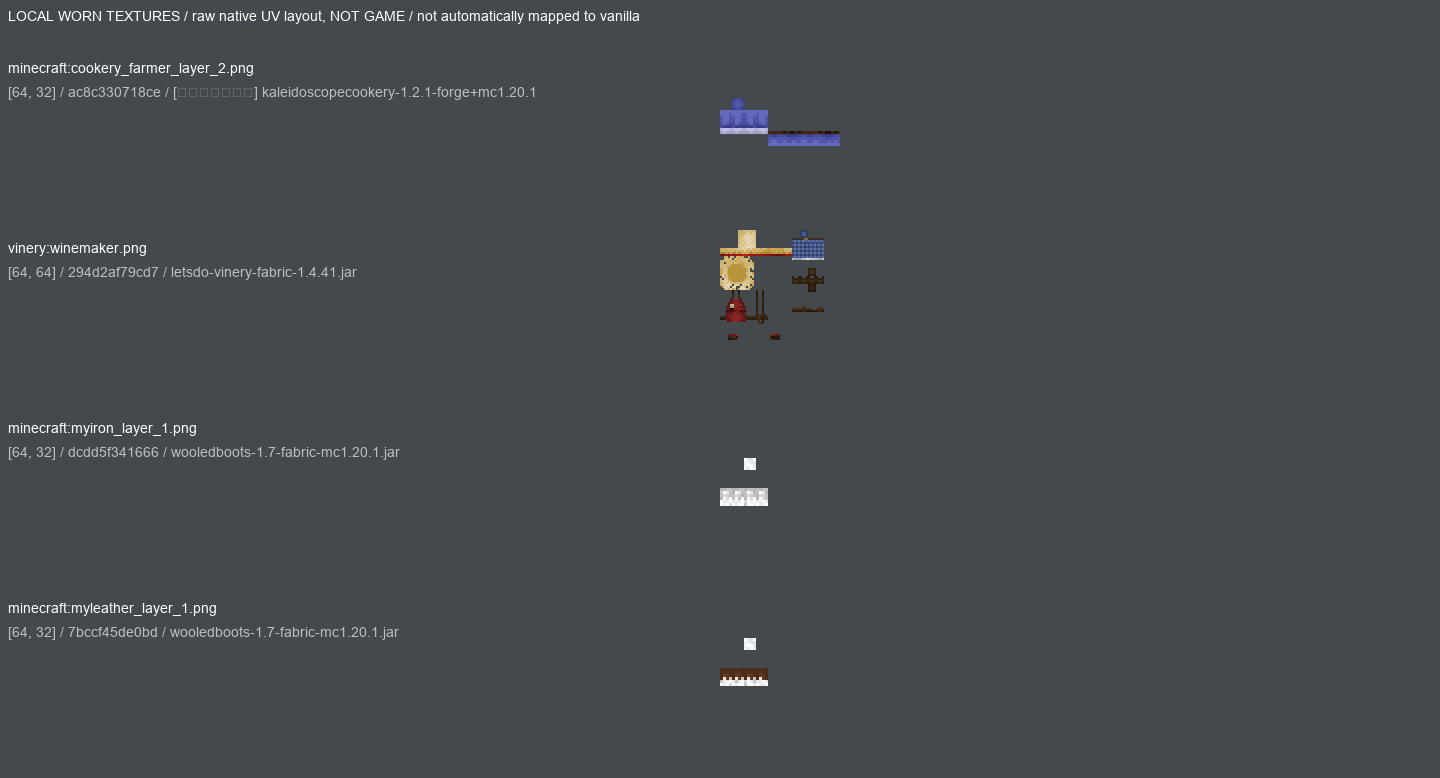 LOCAL WORN TEXTURES / raw native UV layout, NOT GAME / not automatically mapped to vanilla
minecraft:cookery_farmer_layer_2.png
[64, 32] / ac8c330718ce / [□□□□□□□] kaleidoscopecookery-1.2.1-forge+mc1.20.1
vinery:winemaker.png
[64, 64] / 294d2af79cd7 / letsdo-vinery-fabric-1.4.41.jar
minecraft:myiron_layer_1.png
[64, 32] / dcdd5f341666 / wooledboots-1.7-fabric-mc1.20.1.jar
minecraft:myleather_layer_1.png
[64, 32] / 7bccf45de0bd / wooledboots-1.7-fabric-mc1.20.1.jar